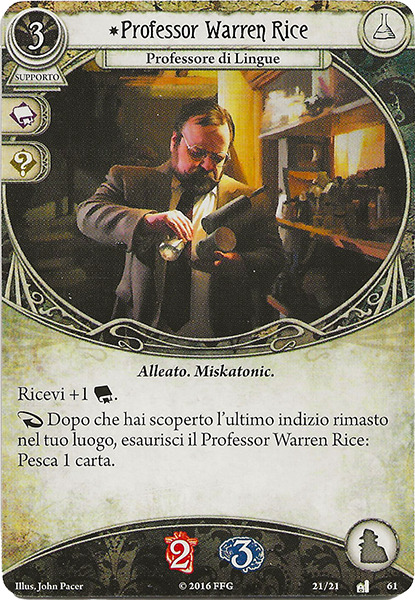 3
*Professor Warren Rice
Professore di Lingue
SUPPORTO
?
Alleato. Miskatonic.
Ricevi +1 .
Dopo che hai scoperto l'ultimo indizio rimasto
nel tuo luogo, esaurisci il Professor Warren Rice:
Pesca 1 carta.
2 3
Illus. John Pacer © 2016 FFG 21/21 61